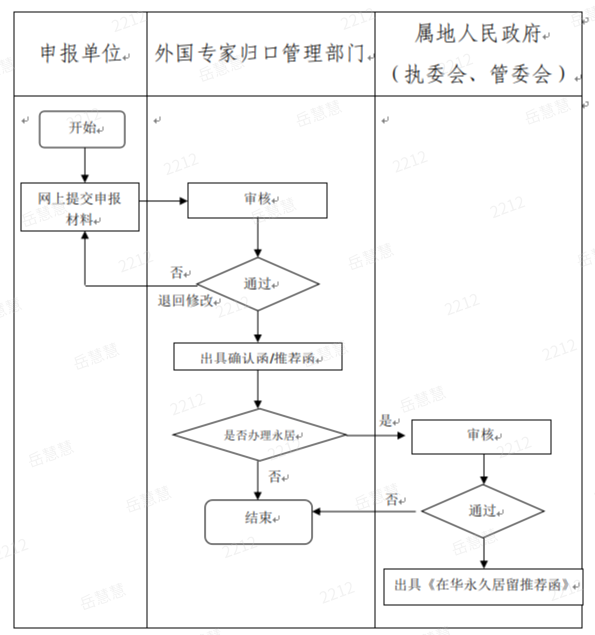 申报单位
外国专家归口管理部门
属地人民政府
（执委会、管委会）
开始
网上提交申报
材料
审核
通过
否
退回修改
出具确认函/推荐函
是否办理永居
是
否
结束
审核
通过
否
出具《在华永久居留推荐函》
岳慧慧
2212